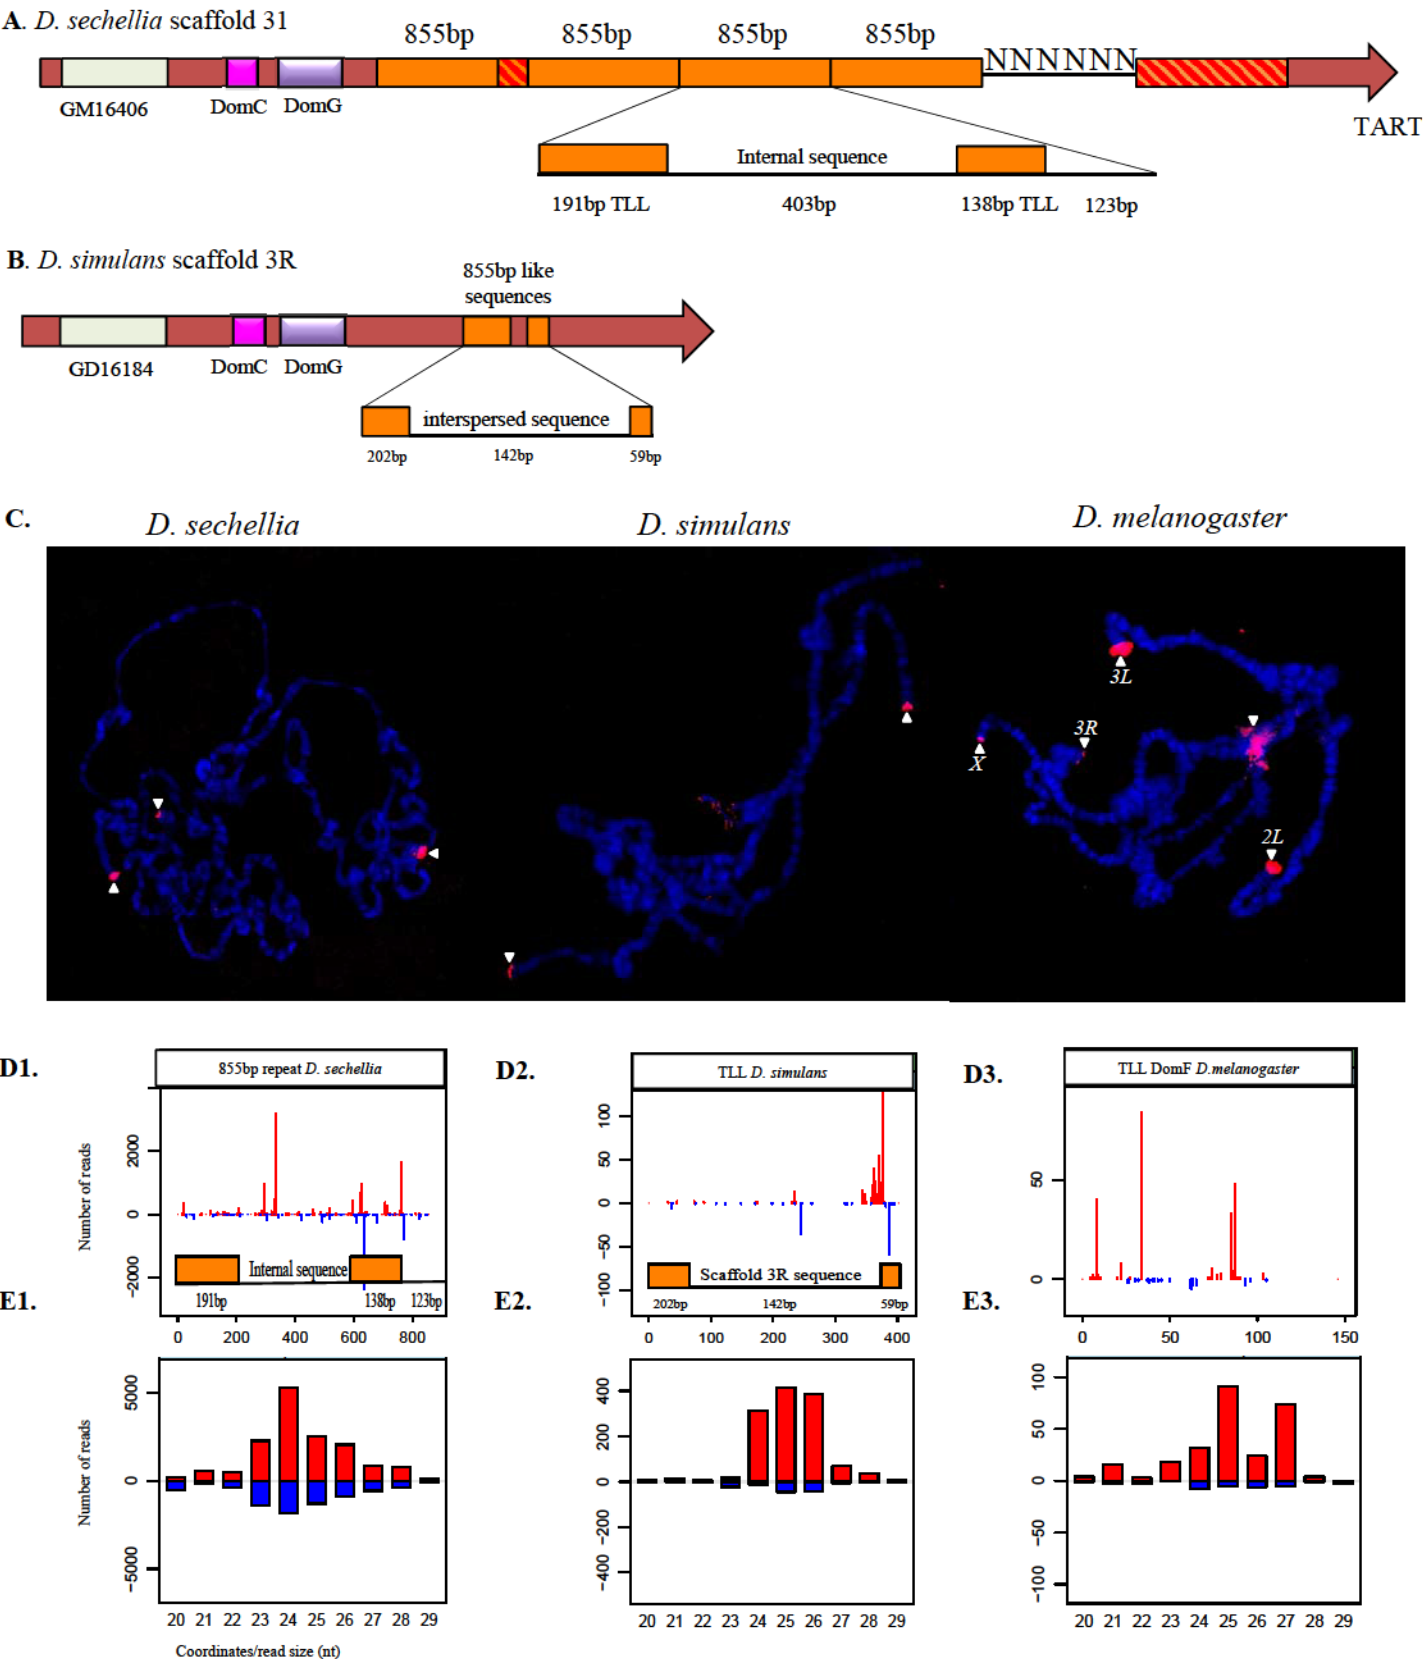 A. D. sechellia scaffold 31
855bp 855bp 855bp 855bp
NNNNNN
GM16406 DomC DomG
TART
Internal sequence
191bp TLL 403bp 138bp TLL 123bp
B. D. simulans scaffold 3R
855bp like
sequences
GD16184 DomC DomG
interspersed sequence
202bp 142bp 59bp
C. D. sechellia D. simulans D. melanogaster
3L
3R
X
2L
D1. 855bp repeat D. sechellia
Number of reads
2000
0
-2000
Internal sequence
191bp 138bp 123bp
0 200 400 600 800
D2. TLL D. simulans
100
50
0
-50
-100
Scaffold 3R sequence
202bp 142bp 59bp
0 100 200 300 400
D3. TLL DomF D.melanogaster
50
0
0 50 100 150
E1.
Number of reads
5000
0
-5000
20 21 22 23 24 25 26 27 28 29
Coordinates/read size (nt)
E2.
400
200
0
-200
-400
20 21 22 23 24 25 26 27 28 29
E3.
100
50
0
-50
-100
20 21 22 23 24 25 26 27 28 29